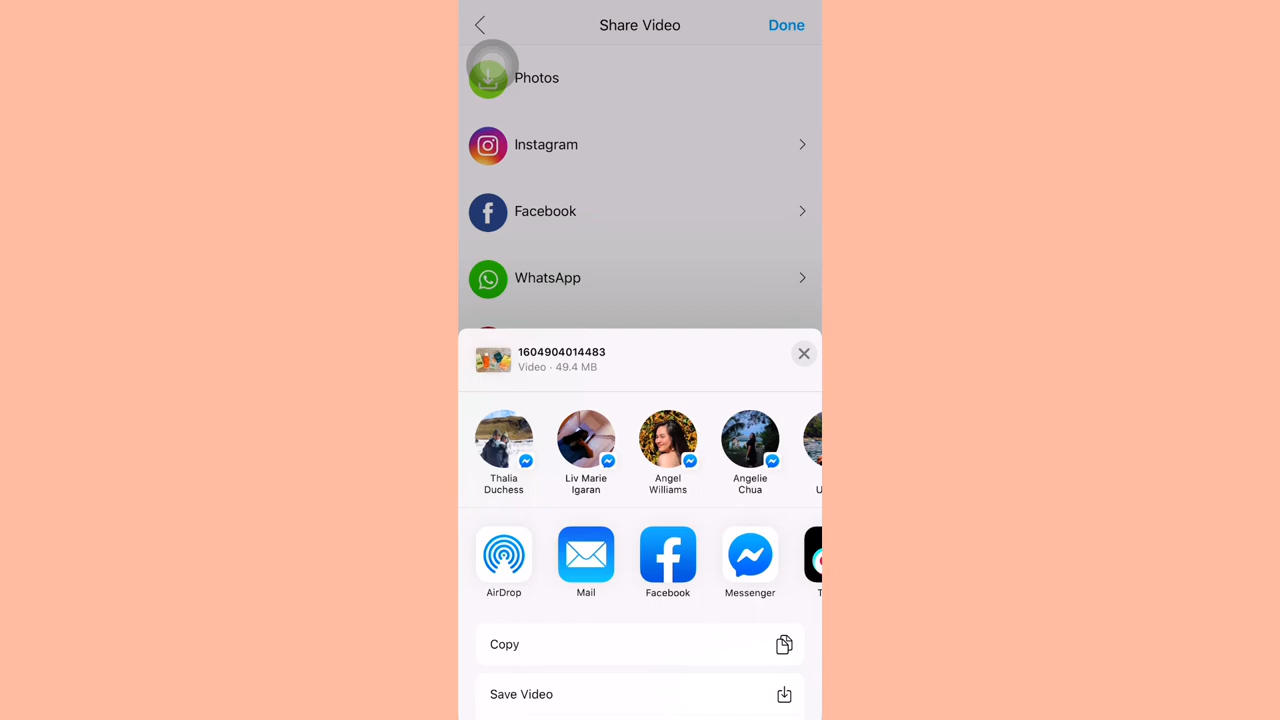 Share Video
Done
Photos
Instagram
Facebook
WhatsApp
1604904014483
Video · 49.4 MB
Thalia
Duchess
Liv Marie
Igaran
Angel
Williams
Angelie
Chua
U
AirDrop
Mail
Facebook
Messenger
T
Copy
Save Video